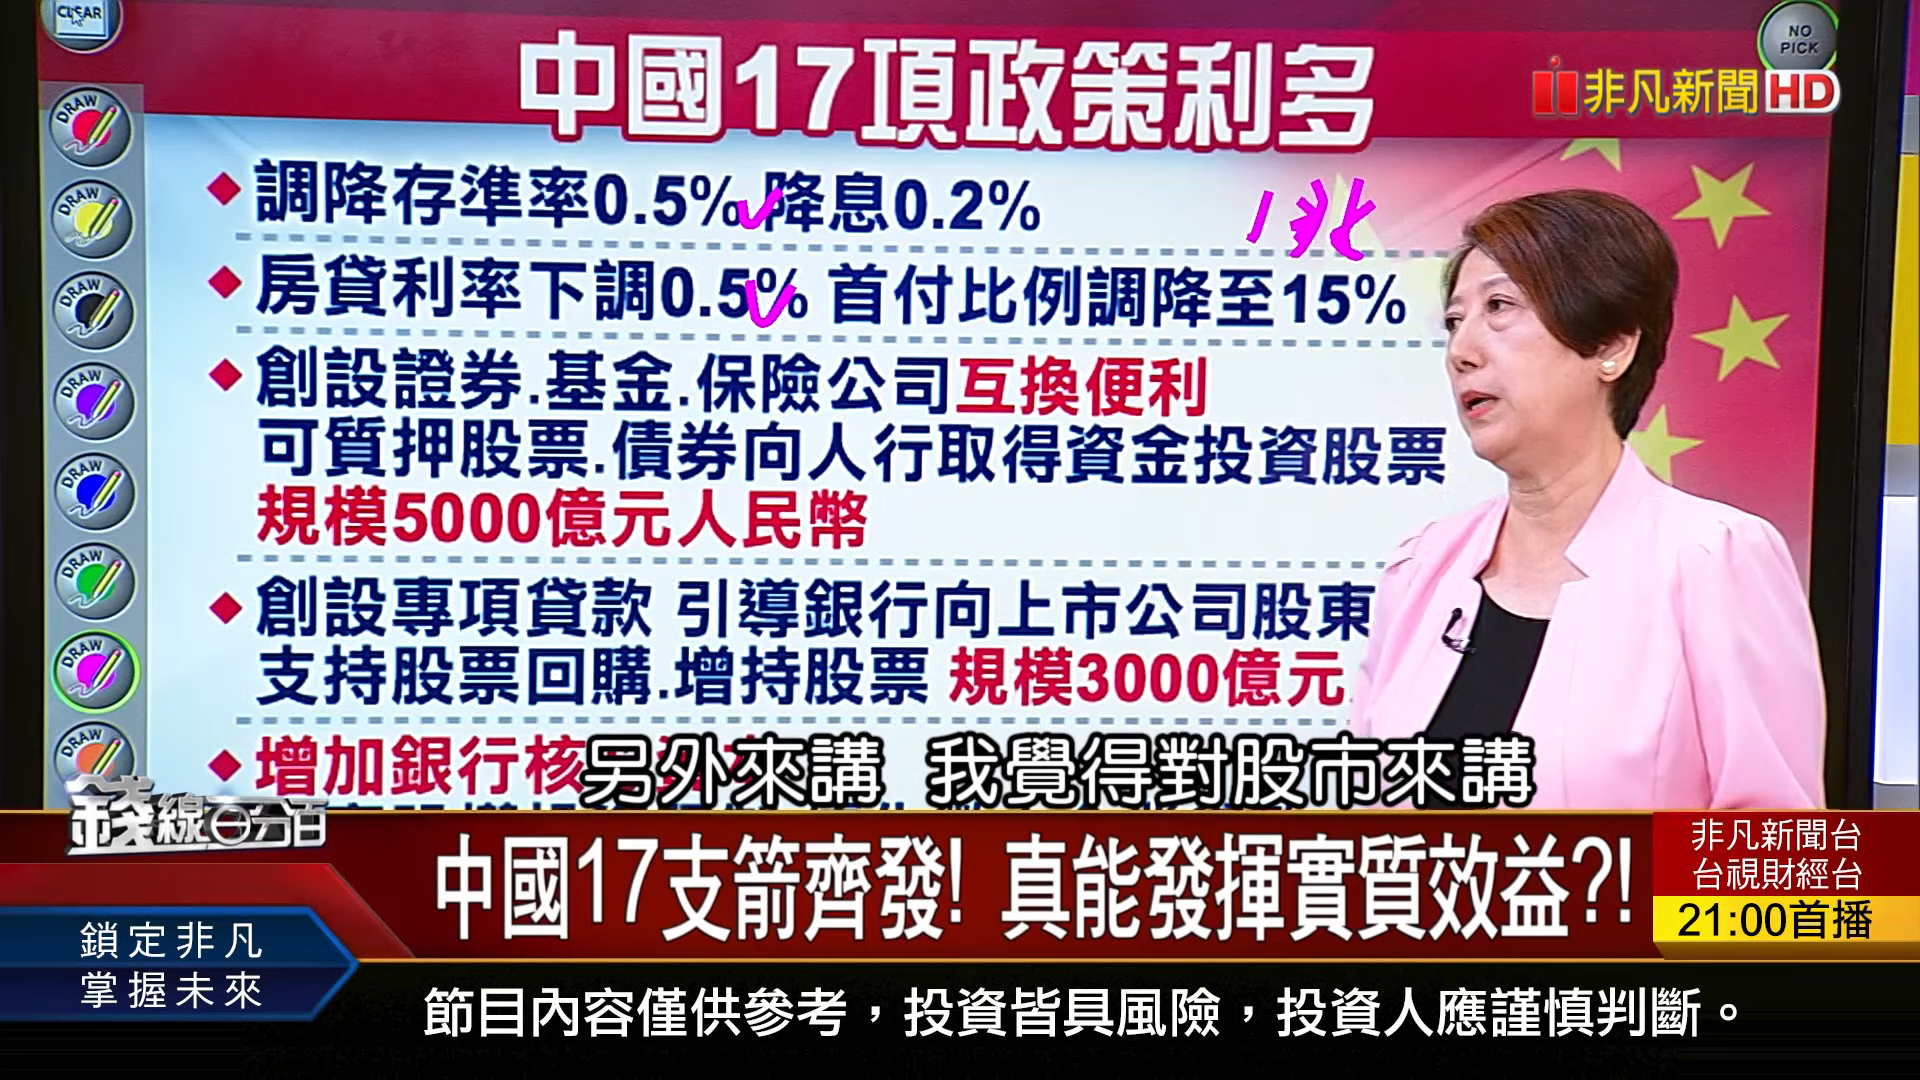 CLEAR
NO
PICK
中國17項政策利多
非凡新聞HD
DRAW
DRAW
DRAW
DRAW
DRAW
DRAW
DRAW
DRAW
調降存準率0.5% 降息0.2%
1兆
房貸利率下調0.5% 首付比例調降至15%
創設證券.基金.保險公司互換便利
可質押股票.債券向人行取得資金投資股票
規模5000億元人民幣
創設專項貸款 引導銀行向上市公司股東
支持股票回購.增持股票 規模3000億元
增加銀行核
另外來講 我覺得對股市來講
錢線百分百
中國17支箭齊發! 真能發揮實質效益?!
非凡新聞台
台視財經台
21:00首播
鎖定非凡
掌握未來
節目內容僅供參考，投資皆具風險，投資人應謹慎判斷。